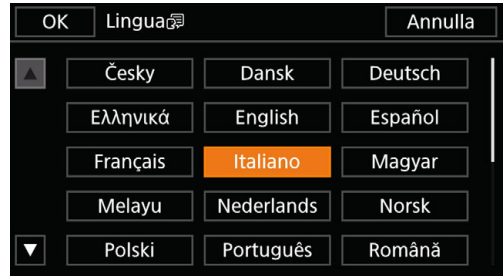 OK Lingua Annulla
Česky Dansk Deutsch
Ελληνικά English Español
Français Italiano Magyar
Melayu Nederlands Norsk
Polski Português Română